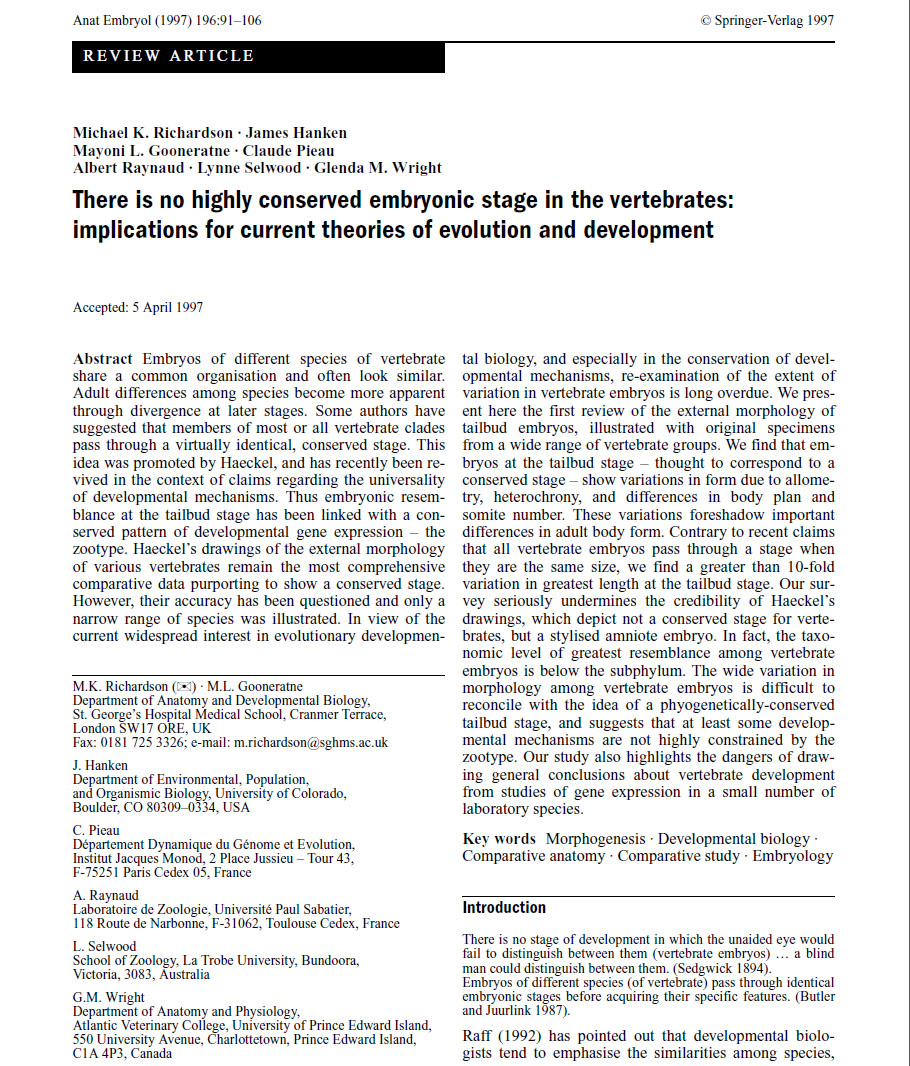 Anat Embryol (1997) 196:91–106
© Springer-Verlag 1997
REVIEW ARTICLE
Michael K. Richardson · James Hanken
Mayoni L. Gooneratne · Claude Pieau
Albert Raynaud · Lynne Selwood · Glenda M. Wright
There is no highly conserved embryonic stage in the vertebrates:
implications for current theories of evolution and development
Accepted: 5 April 1997
Abstract Embryos of different species of vertebrate
share a common organisation and often look similar.
Adult differences among species become more apparent
through divergence at later stages. Some authors have
suggested that members of most or all vertebrate clades
pass through a virtually identical, conserved stage. This
idea was promoted by Haeckel, and has recently been re-
vived in the context of claims regarding the universality
of developmental mechanisms. Thus embryonic resem-
blance at the tailbud stage has been linked with a con-
served pattern of developmental gene expression – the
zootype. Haeckel's drawings of the external morphology
of various vertebrates remain the most comprehensive
comparative data purporting to show a conserved stage.
However, their accuracy has been questioned and only a
narrow range of species was illustrated. In view of the
current widespread interest in evolutionary developmen-
M.K. Richardson (✉) · M.L. Gooneratne
Department of Anatomy and Developmental Biology,
St. George's Hospital Medical School, Cranmer Terrace,
London SW17 ORE, UK
Fax: 0181 725 3326; e-mail: m.richardson@sghms.ac.uk
J. Hanken
Department of Environmental, Population,
and Organismic Biology, University of Colorado,
Boulder, CO 80309–0334, USA
C. Pieau
Département Dynamique du Génome et Evolution,
Institut Jacques Monod, 2 Place Jussieu – Tour 43,
F-75251 Paris Cedex 05, France
A. Raynaud
Laboratoire de Zoologie, Université Paul Sabatier,
118 Route de Narbonne, F-31062, Toulouse Cedex, France
L. Selwood
School of Zoology, La Trobe University, Bundoora,
Victoria, 3083, Australia
G.M. Wright
Department of Anatomy and Physiology,
Atlantic Veterinary College, University of Prince Edward Island,
550 University Avenue, Charlottetown, Prince Edward Island,
C1A 4P3, Canada
tal biology, and especially in the conservation of devel-
opmental mechanisms, re-examination of the extent of
variation in vertebrate embryos is long overdue. We pres-
ent here the first review of the external morphology of
tailbud embryos, illustrated with original specimens
from a wide range of vertebrate groups. We find that em-
bryos at the tailbud stage – thought to correspond to a
conserved stage – show variations in form due to allome-
try, heterochrony, and differences in body plan and
somite number. These variations foreshadow important
differences in adult body form. Contrary to recent claims
that all vertebrate embryos pass through a stage when
they are the same size, we find a greater than 10-fold
variation in greatest length at the tailbud stage. Our sur-
vey seriously undermines the credibility of Haeckel's
drawings, which depict not a conserved stage for verte-
brates, but a stylised amniote embryo. In fact, the taxo-
nomic level of greatest resemblance among vertebrate
embryos is below the subphylum. The wide variation in
morphology among vertebrate embryos is difficult to
reconcile with the idea of a phyogenetically-conserved
tailbud stage, and suggests that at least some develop-
mental mechanisms are not highly constrained by the
zootype. Our study also highlights the dangers of draw-
ing general conclusions about vertebrate development
from studies of gene expression in a small number of
laboratory species.
Key words Morphogenesis · Developmental biology ·
Comparative anatomy · Comparative study · Embryology
Introduction
There is no stage of development in which the unaided eye would
fail to distinguish between them (vertebrate embryos) … a blind
man could distinguish between them. (Sedgwick 1894).
Embryos of different species (of vertebrate) pass through identical
embryonic stages before acquiring their specific features. (Butler
and Juurlink 1987).
Raff (1992) has pointed out that developmental biolo-
gists tend to emphasise the similarities among species,